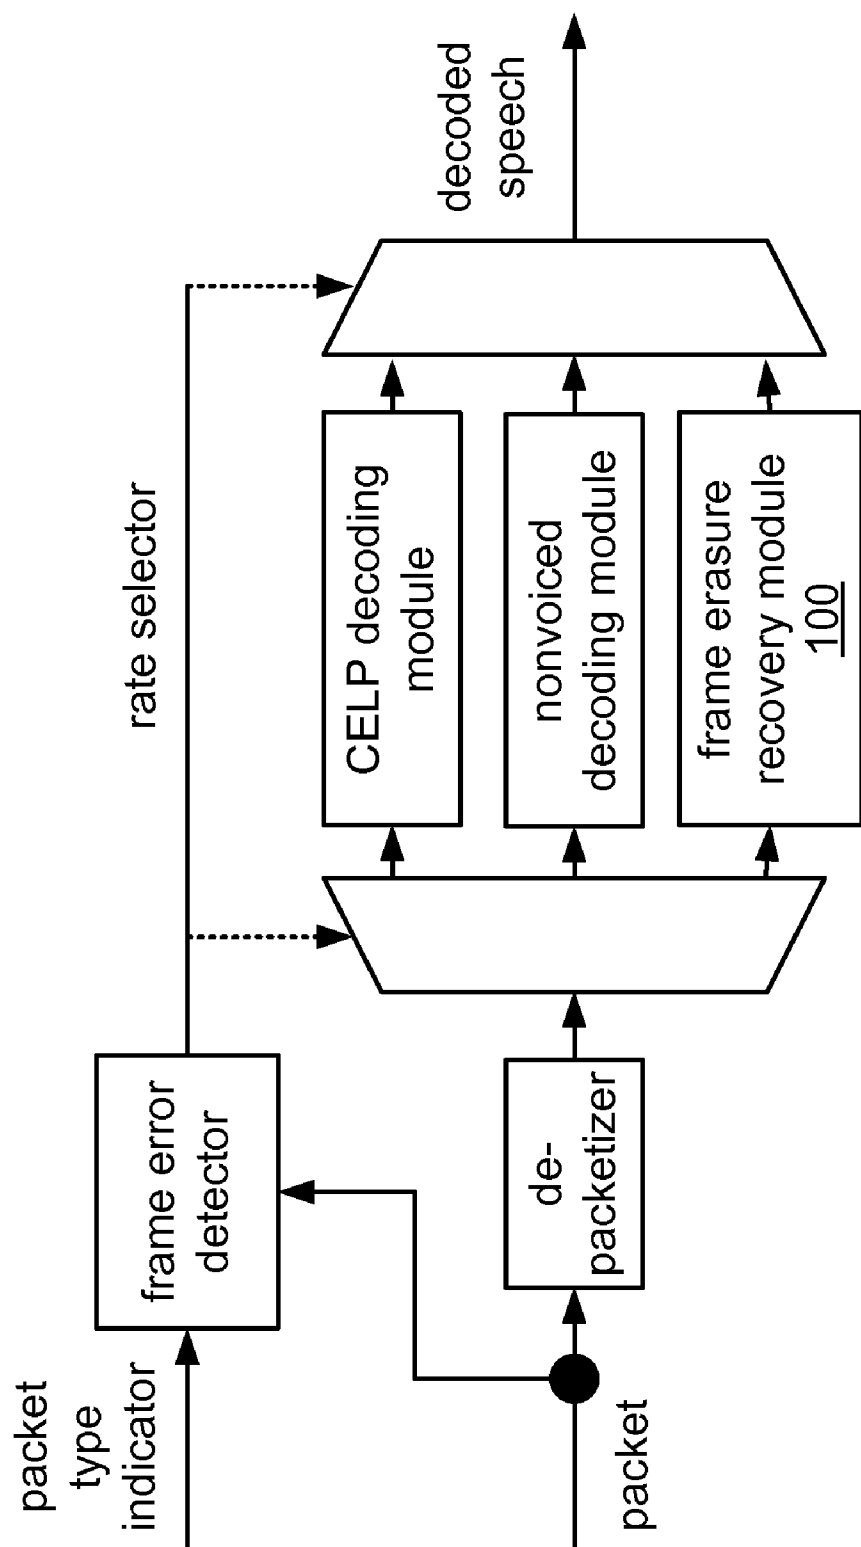 packet
type
indicator
frame error
detector
rate selector
packet
de-
packetizer
CELP decoding
module
nonvoiced
decoding module
frame erasure
recovery module
100
decoded
speech